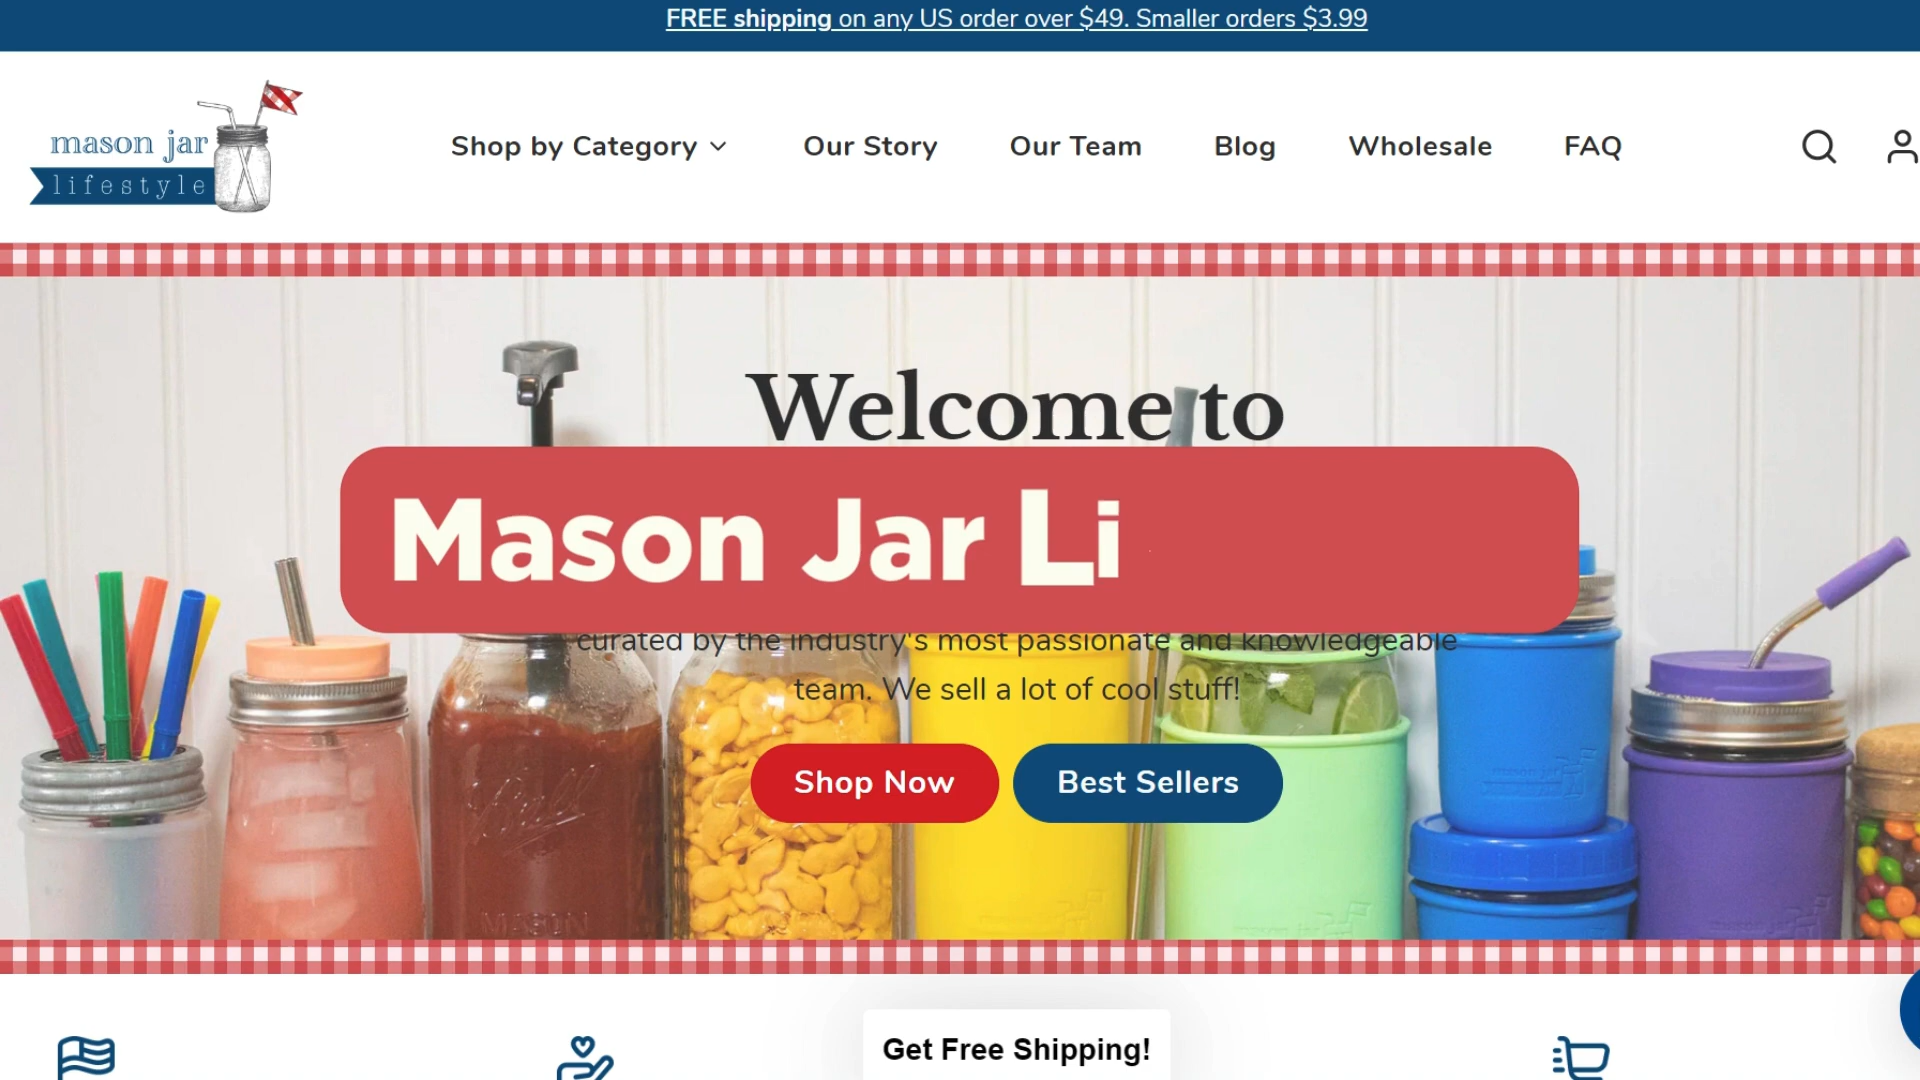 FREE shipping on any US order over $49. Smaller orders $3.99
mason jar
lifestyle
Shop by Category
Our Story
Our Team
Blog
Wholesale
FAQ
Welcome to
Mason Jar Li
curated by the industry's most passionate and knowledgeable
team. We sell a lot of cool stuff!
Shop Now
Best Sellers
Ball
MASON
Get Free Shipping!